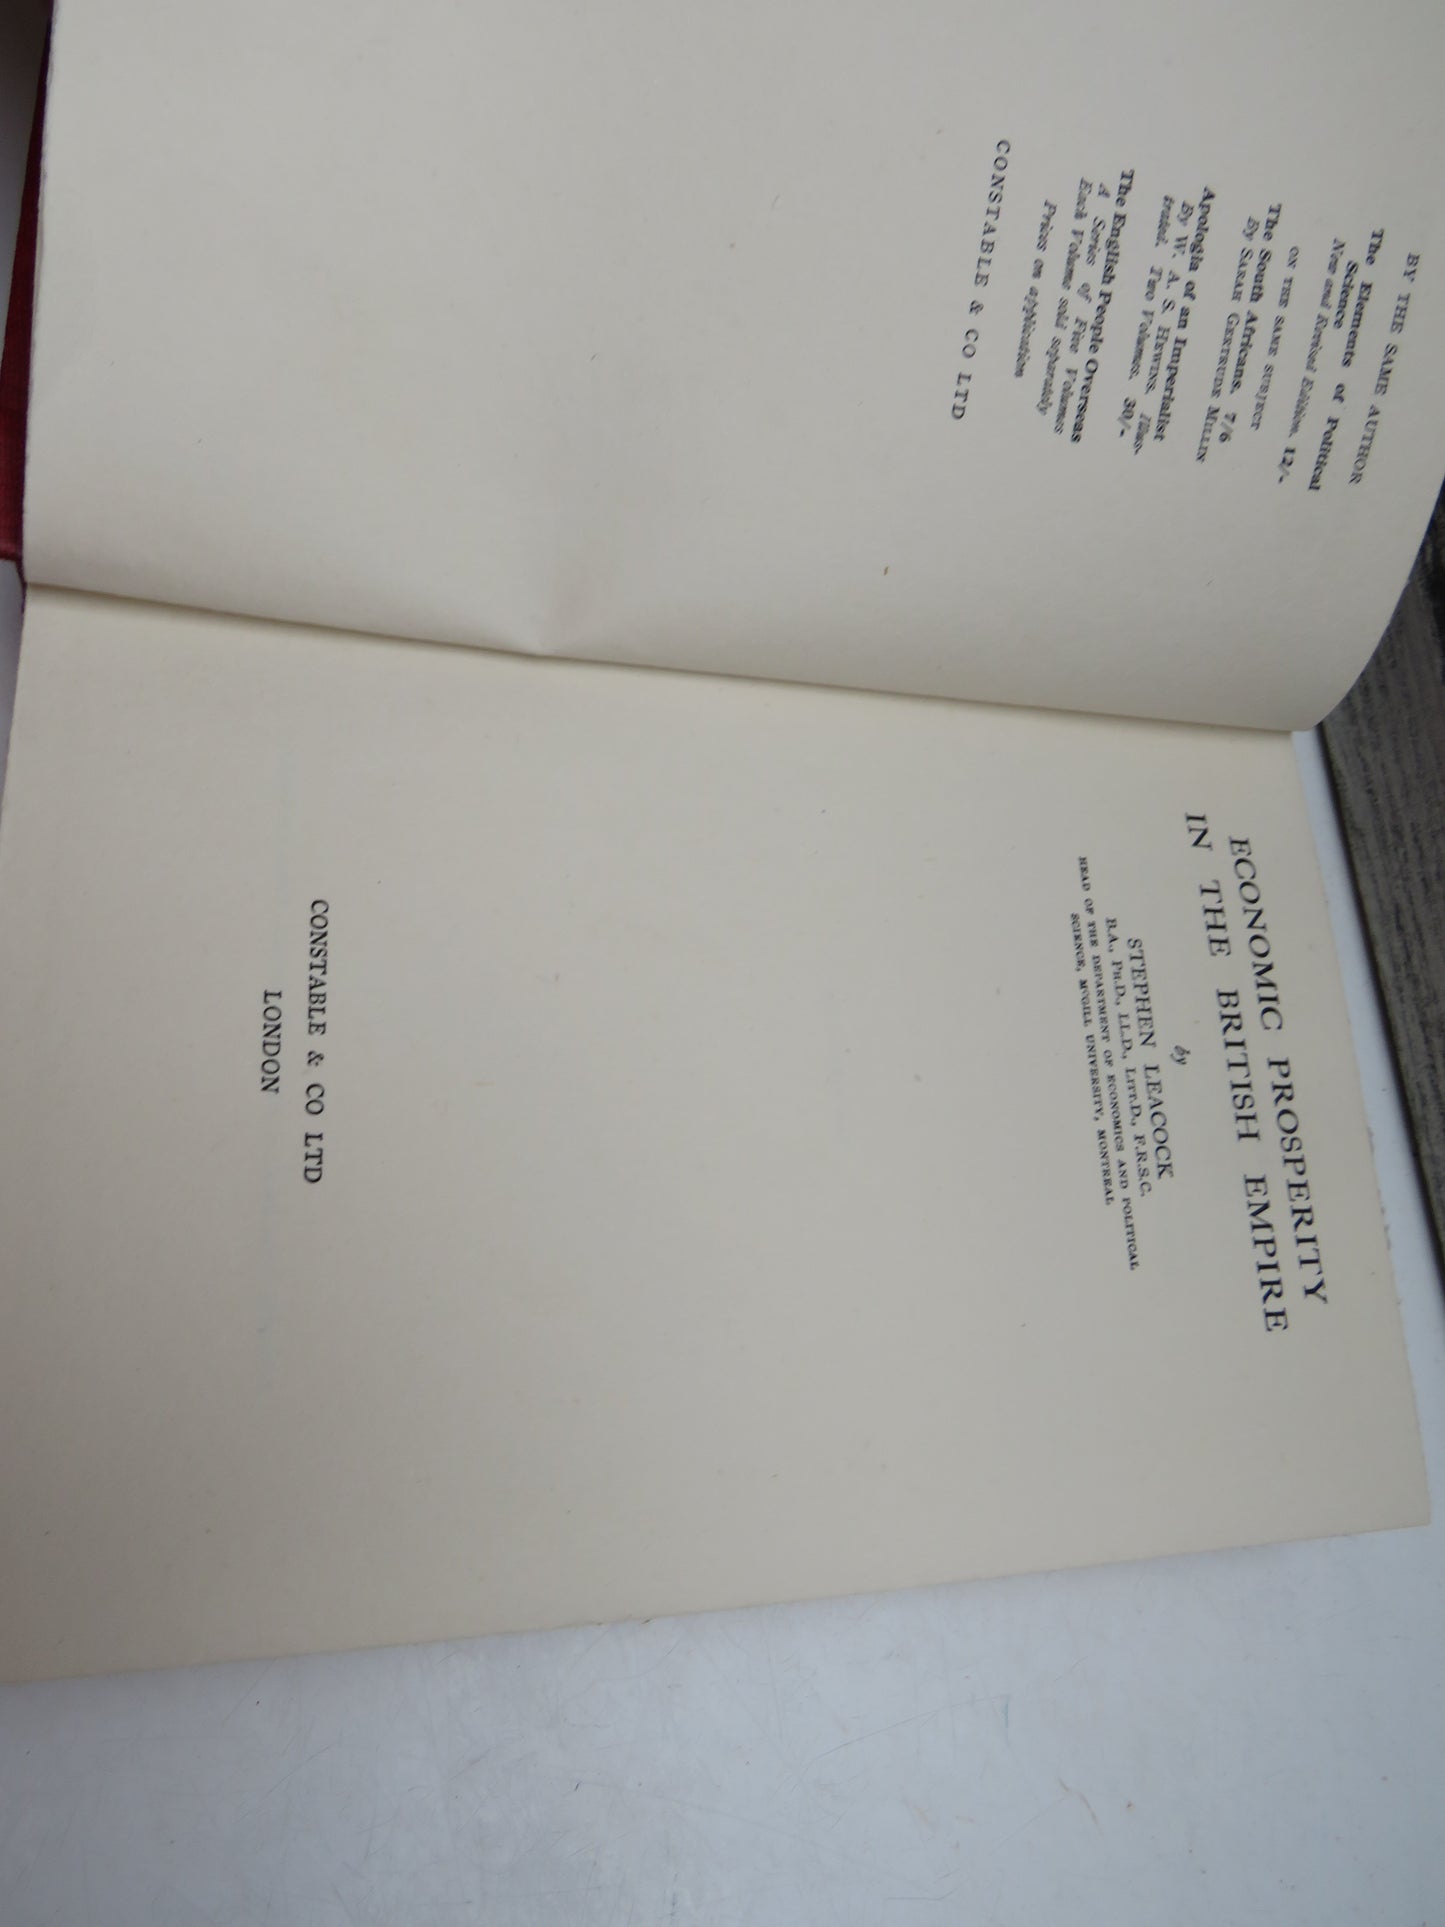 BY THE SAME AUTHOR
The Elements of Political
Science
New and Revised Edition. 12/-
ON THE SAME SUBJECT
The South Africans. 7/6
By SARAH GERTRUDE MILLIN
Apologia of an Imperialist
By W. A. S. HEWINS. Illus-
trated. Two Volumes. 30/-
The English People Overseas
A Series of Five Volumes
Each Volume sold separately
Prices on application
CONSTABLE & CO LTD
ECONOMIC PROSPERITY
IN THE BRITISH EMPIRE
by
STEPHEN LEACOCK
B.A., PH.D., LL.D., LITT.D., F.R.S.C.
HEAD OF THE DEPARTMENT OF ECONOMICS AND POLITICAL
SCIENCE, MCGILL UNIVERSITY, MONTREAL
CONSTABLE & CO LTD
LONDON